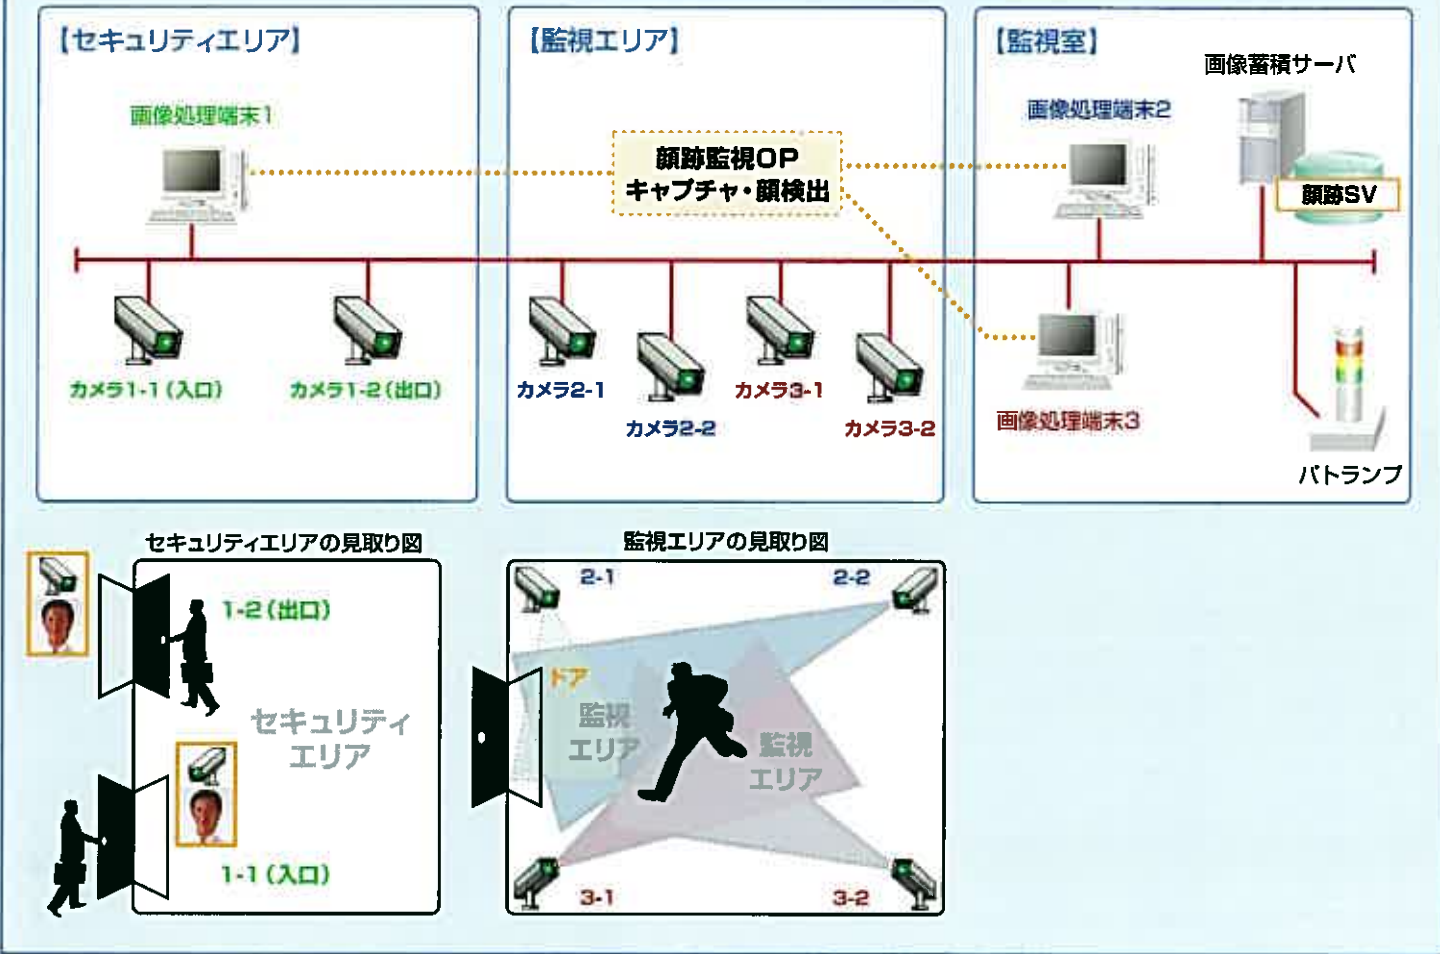 【セキュリティエリア】
【監視エリア】
【監視室】
画像蓄積サーバ
画像処理端末1
画像処理端末2
顔跡監視OP
キャプチャ・顔検出
顔跡SV
カメラ1-1(入口)
カメラ1-2(出口)
カメラ2-1
カメラ2-2
カメラ3-1
カメラ3-2
画像処理端末3
パトランプ
セキュリティエリアの見取り図
監視エリアの見取り図
1-2(出口)
セキュリティ
エリア
1-1(入口)
2-1
2-2
ドア
監視
エリア
監視
エリア
3-1
3-2